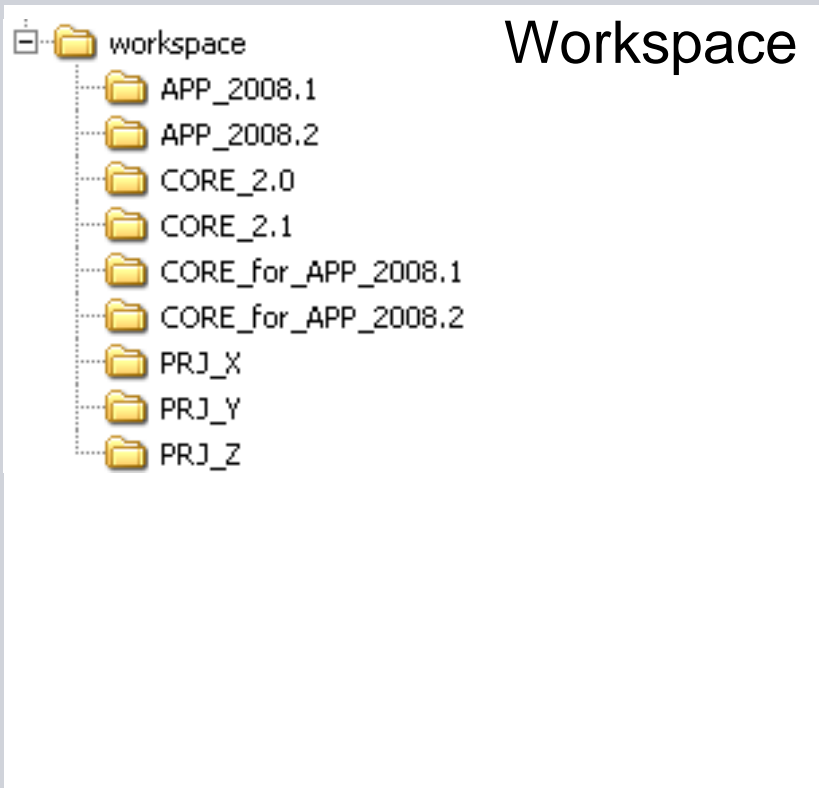 Workspace
workspace
APP_2008.1
APP_2008.2
CORE_2.0
CORE_2.1
CORE_for_APP_2008.1
CORE_for_APP_2008.2
PRJ_X
PRJ_Y
PRJ_Z